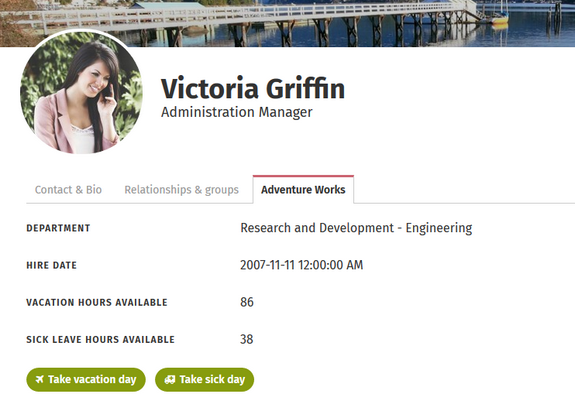 Victoria Griffin
Administration Manager
Contact & Bio Relationships & groups Adventure Works
DEPARTMENT Research and Development - Engineering
HIRE DATE 2007-11-11 12:00:00 AM
VACATION HOURS AVAILABLE 86
SICK LEAVE HOURS AVAILABLE 38
Take vacation day Take sick day